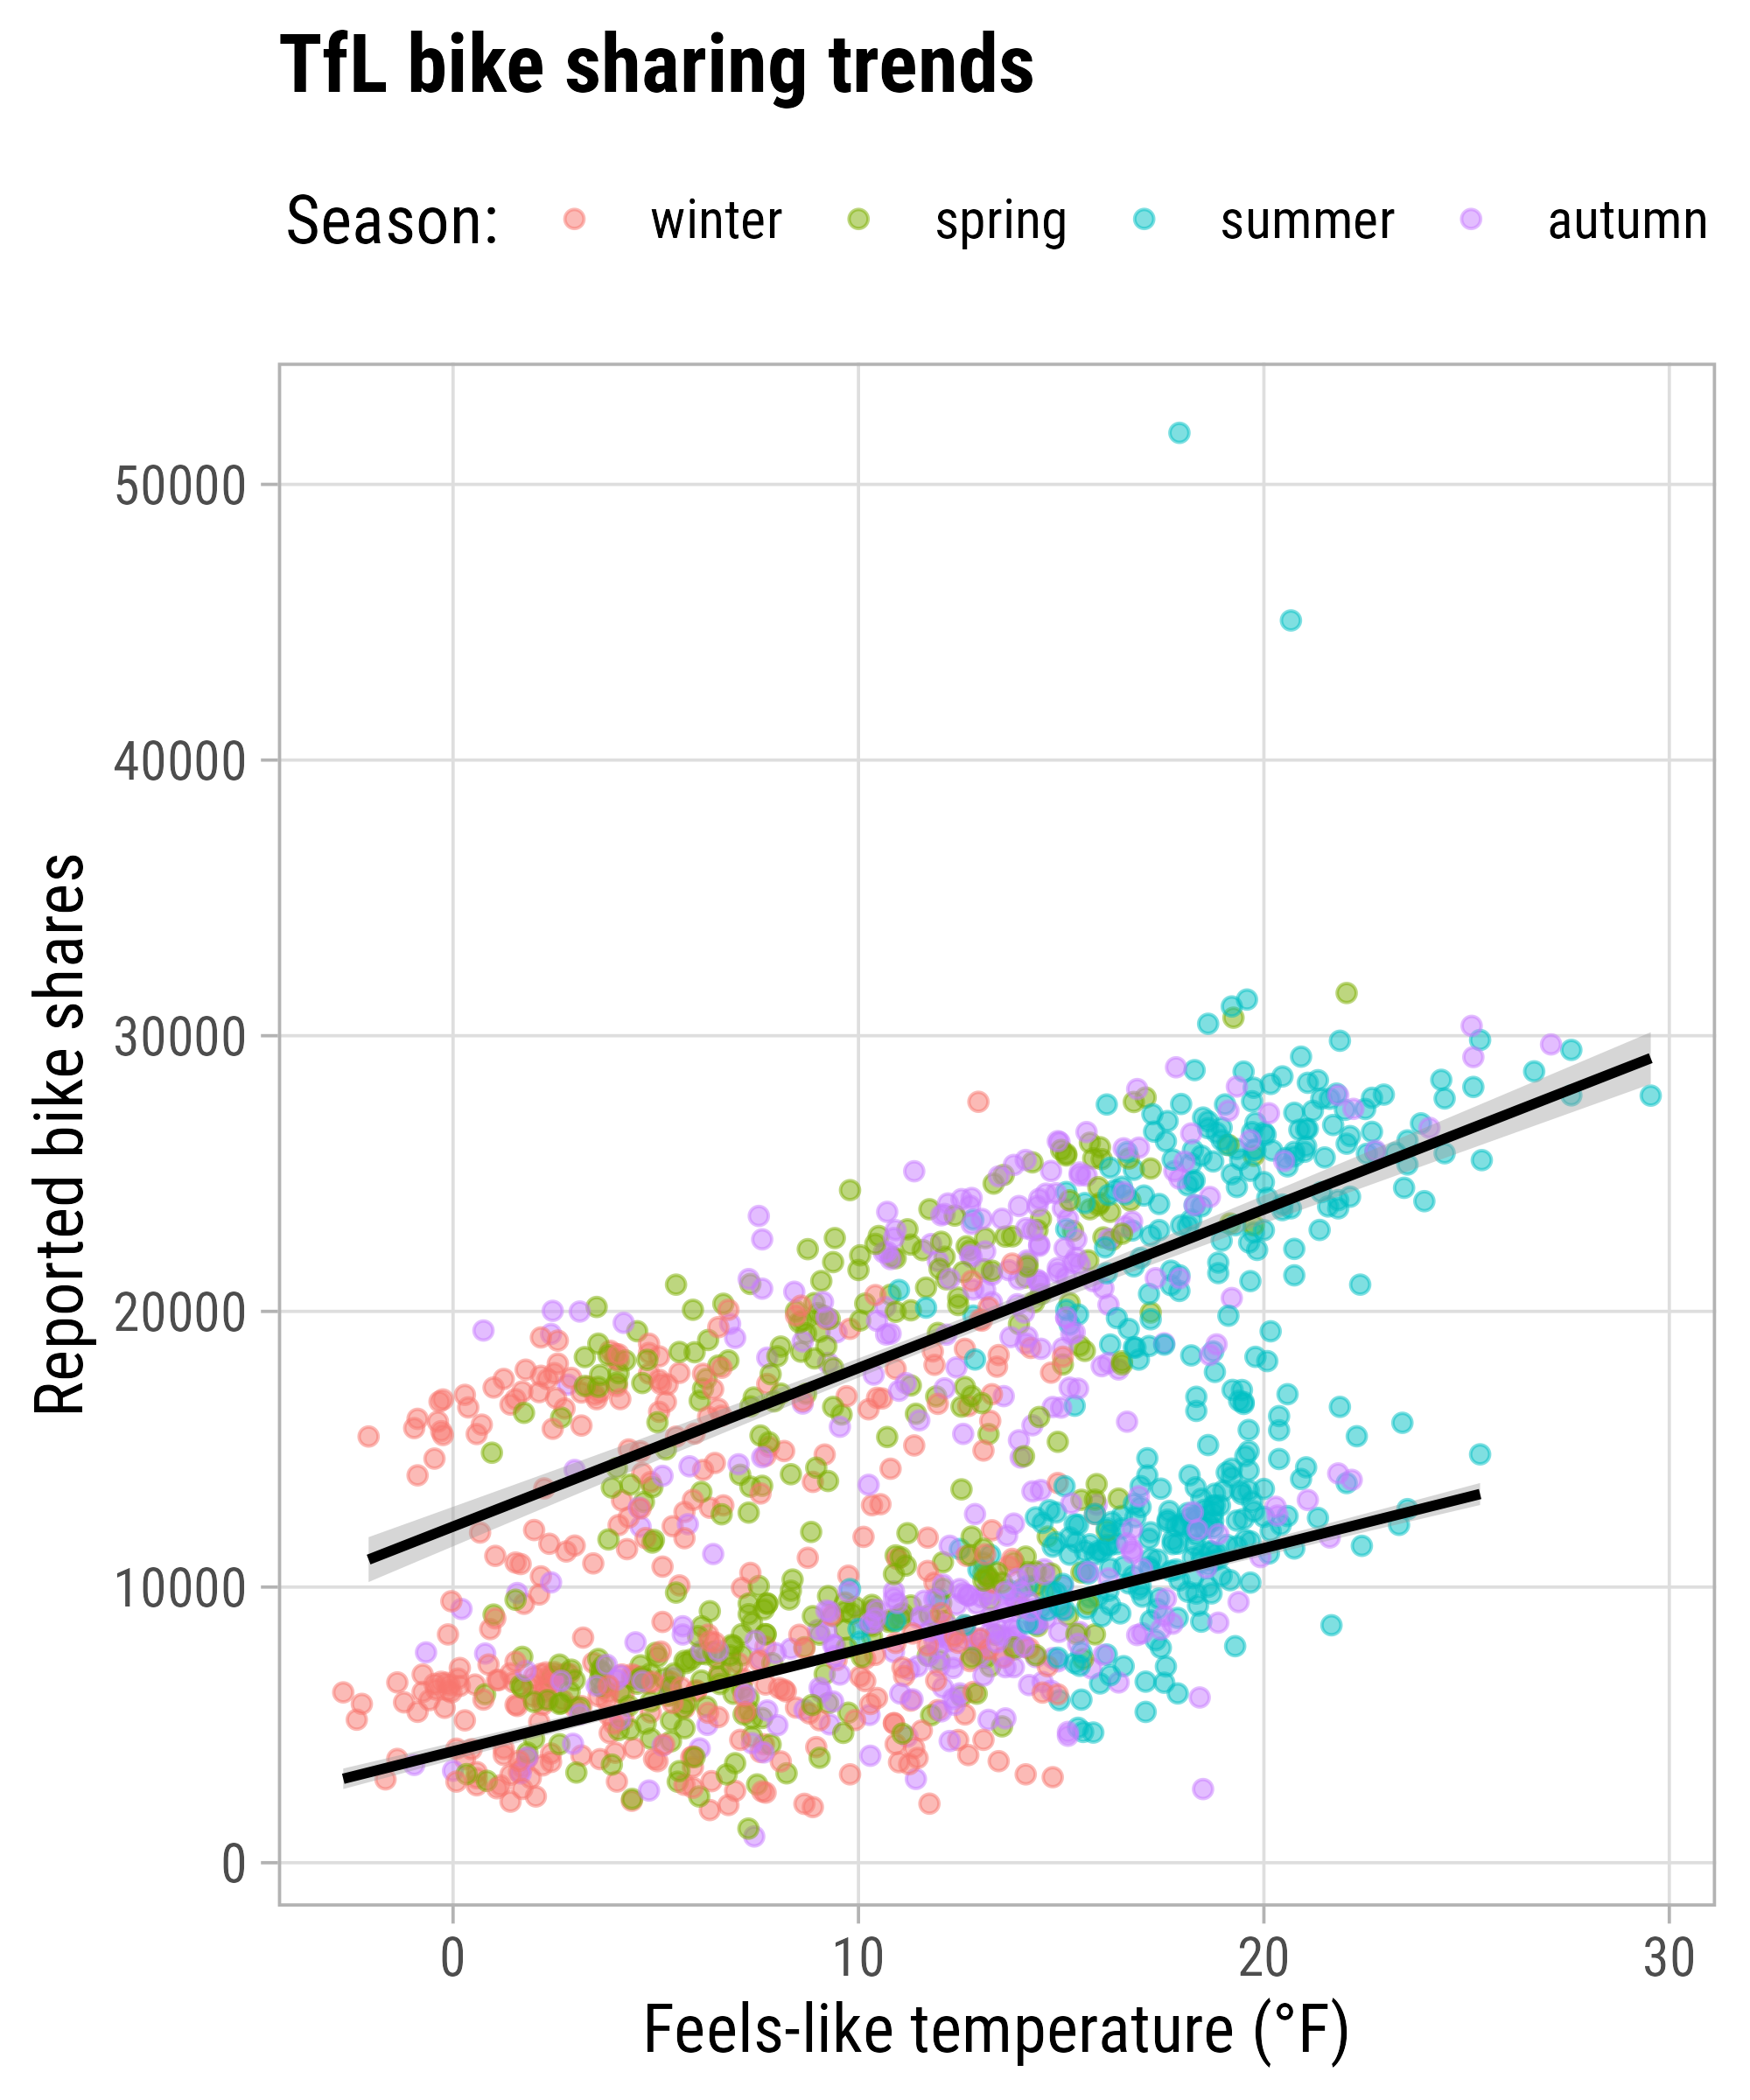 TfL bike sharing trends
Season: winter spring summer autumn
50000
40000
30000
20000
10000
0
Reported bike shares
0 10 20 30
Feels-like temperature (°F)